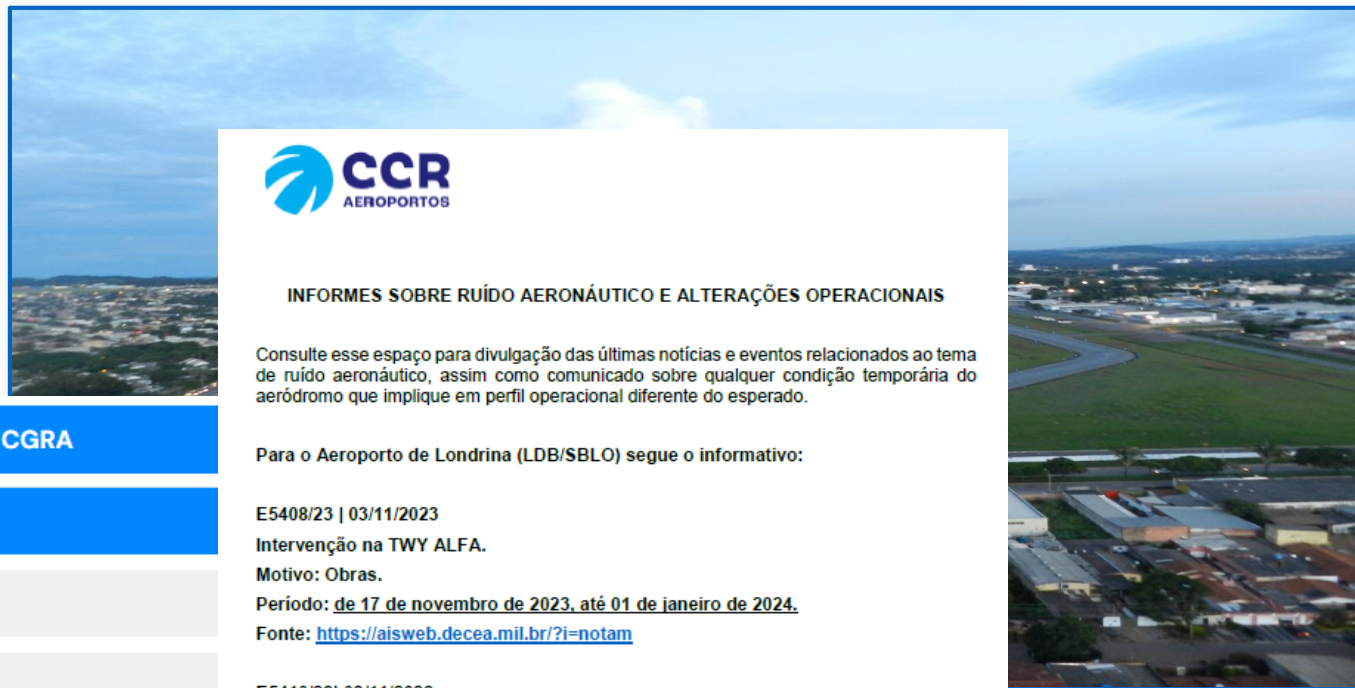 CCR
AEROPORTOS
INFORMES SOBRE RUÍDO AERONÁUTICO E ALTERAÇÕES OPERACIONAIS
Consulte esse espaço para divulgação das últimas notícias e eventos relacionados ao tema
de ruído aeronáutico, assim como comunicado sobre qualquer condição temporária do
aeródromo que implique em perfil operacional diferente do esperado.
CGRA
Para o Aeroporto de Londrina (LDB/SBLO) segue o informativo:
E5408/23 | 03/11/2023
Intervenção na TWY ALFA.
Motivo: Obras.
Período: de 17 de novembro de 2023, até 01 de janeiro de 2024.
Fonte: https://aisweb.decea.mil.br/?i=notam